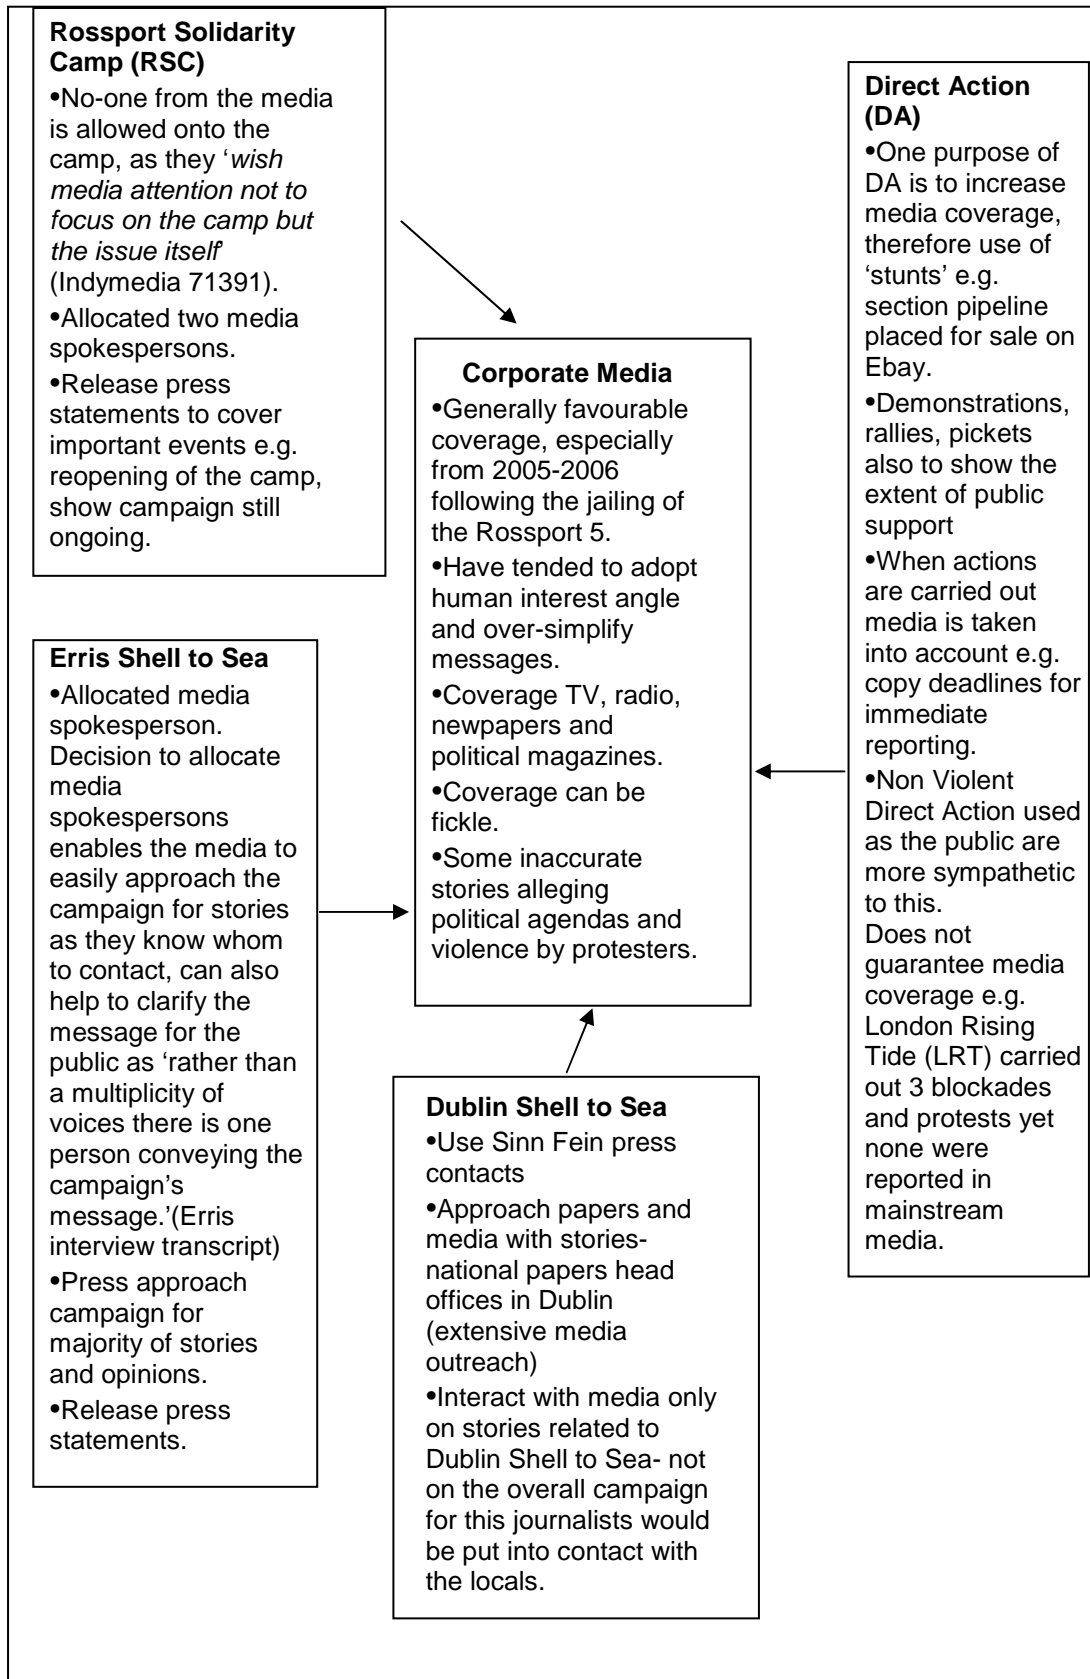 Rossport Solidarity
Camp (RSC)
•No-one from the media
is allowed onto the
camp, as they ‘wish
media attention not to
focus on the camp but
the issue itself’
(Indymedia 71391).
•Allocated two media
spokespersons.
•Release press
statements to cover
important events e.g.
reopening of the camp,
show campaign still
ongoing.
Erris Shell to Sea
•Allocated media
spokesperson.
Decision to allocate
media
spokespersons
enables the media to
easily approach the
campaign for stories
as they know whom
to contact, can also
help to clarify the
message for the
public as ‘rather than
a multiplicity of
voices there is one
person conveying the
campaign’s
message.’(Erris
interview transcript)
•Press approach
campaign for
majority of stories
and opinions.
•Release press
statements.
Corporate Media
•Generally favourable
coverage, especially
from 2005-2006
following the jailing of
the Rossport 5.
•Have tended to adopt
human interest angle
and over-simplify
messages.
•Coverage TV, radio,
newpapers and
political magazines.
•Coverage can be
fickle.
•Some inaccurate
stories alleging
political agendas and
violence by protesters.
Dublin Shell to Sea
•Use Sinn Fein press
contacts
•Approach papers and
media with stories-
national papers head
offices in Dublin
(extensive media
outreach)
•Interact with media only
on stories related to
Dublin Shell to Sea- not
on the overall campaign
for this journalists would
be put into contact with
the locals.
Direct Action
(DA)
•One purpose of
DA is to increase
media coverage,
therefore use of
‘stunts’ e.g.
section pipeline
placed for sale on
Ebay.
•Demonstrations,
rallies, pickets
also to show the
extent of public
support
•When actions
are carried out
media is taken
into account e.g.
copy deadlines for
immediate
reporting.
•Non Violent
Direct Action used
as the public are
more sympathetic
to this.
Does not
guarantee media
coverage e.g.
London Rising
Tide (LRT) carried
out 3 blockades
and protests yet
none were
reported in
mainstream
media.